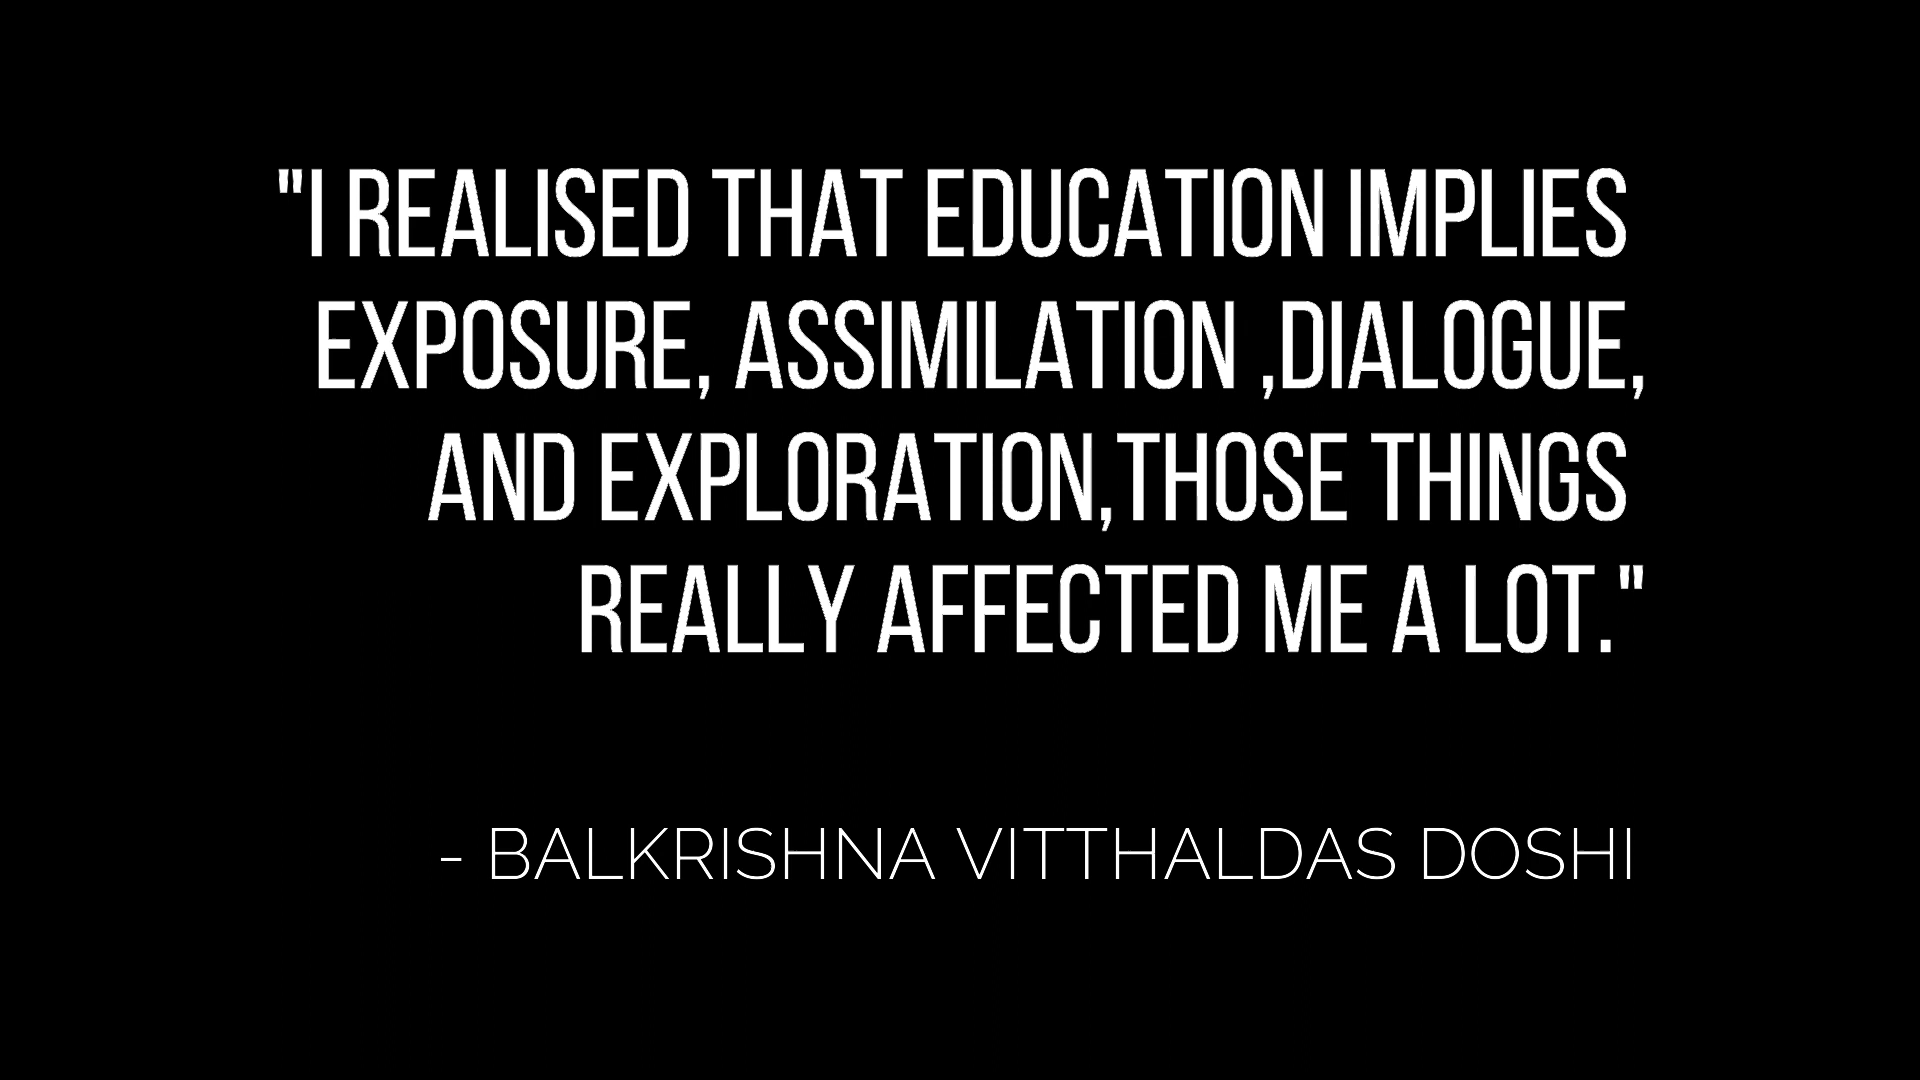 "I REALISED THAT EDUCATION IMPLIES
EXPOSURE, ASSIMILATION ,DIALOGUE,
AND EXPLORATION,THOSE THINGS
REALLY AFFECTED ME A LOT."
- BALKRISHNA VITTHALDAS DOSHI